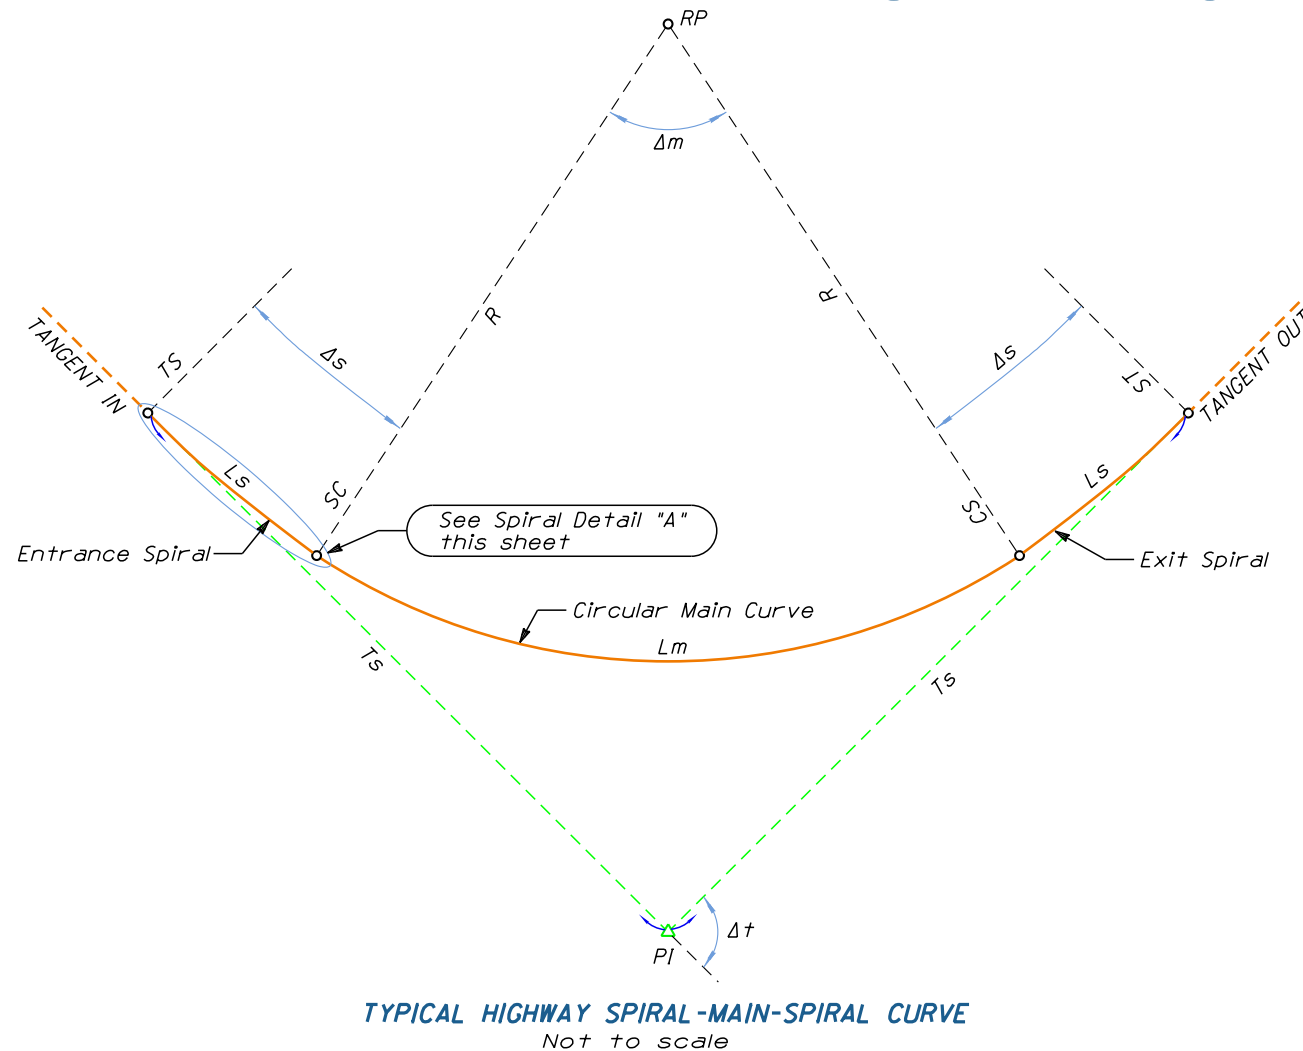 RP
Δm
R
R
TANGENT IN
TS
Δs
Δs
ST
TANGENT OUT
Ls
SC
See Spiral Detail "A"
this sheet
CS
Ls
Entrance Spiral
Exit Spiral
Circular Main Curve
Lm
Ts
Ts
Δt
PI
TYPICAL HIGHWAY SPIRAL-MAIN-SPIRAL CURVE
Not to scale